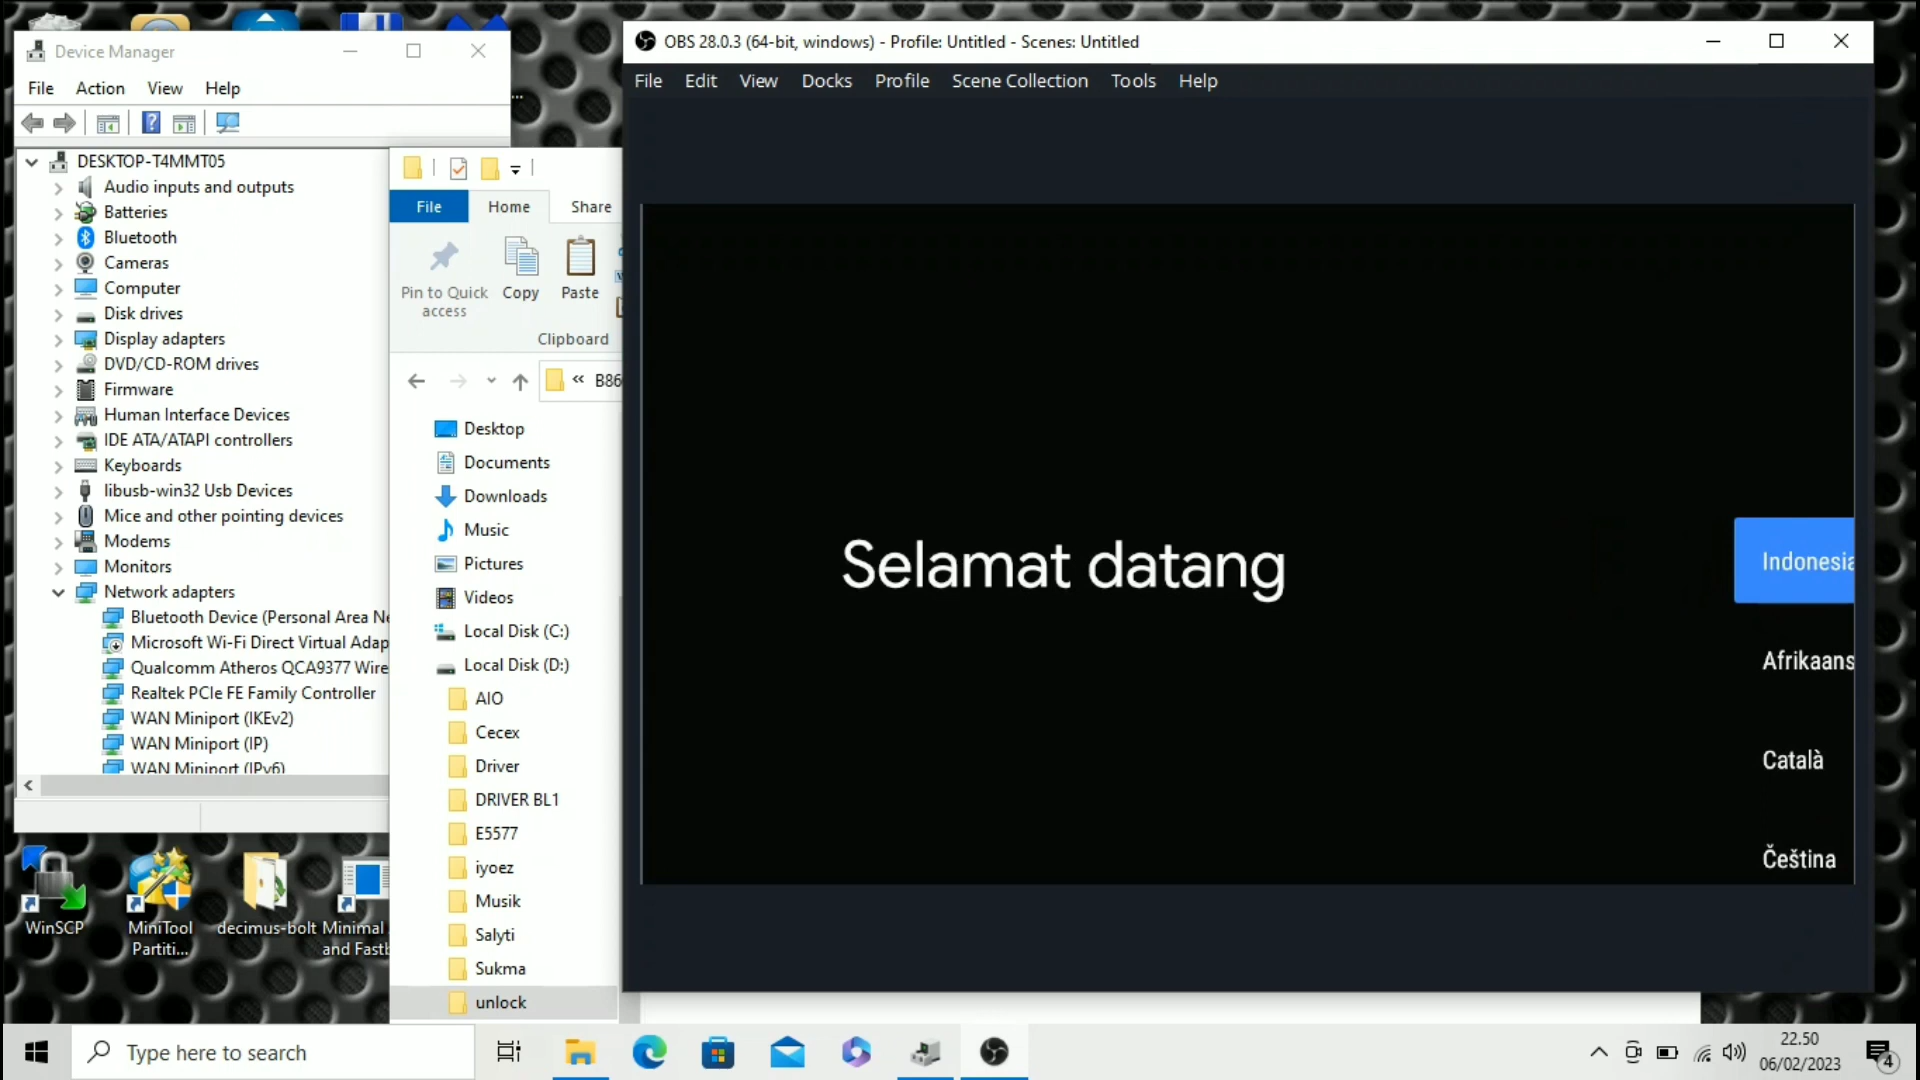 Device Manager
File Action View Help
DESKTOP-T4MMT05
Audio inputs and outputs
Batteries
Bluetooth
Cameras
Computer
Disk drives
Display adapters
DVD/CD-ROM drives
Firmware
Human Interface Devices
IDE ATA/ATAPI controllers
Keyboards
libusb-win32 Usb Devices
Mice and other pointing devices
Modems
Monitors
Network adapters
Bluetooth Device (Personal Area Ne
Microsoft Wi-Fi Direct Virtual Adap
Qualcomm Atheros QCA9377 Wire
Realtek PCIe FE Family Controller
WAN Miniport (IKEv2)
WAN Miniport (IP)
WAN Miniport (IPv6)
File Home Share
Pin to Quick access
Copy
Paste
Clipboard
« B86
Desktop
Documents
Downloads
Music
Pictures
Videos
Local Disk (C:)
Local Disk (D:)
AIO
Cecex
Driver
DRIVER BL1
E5577
iyoez
Musik
Salyti
Sukma
unlock
OBS 28.0.3 (64-bit, windows) - Profile: Untitled - Scenes: Untitled
File Edit View Docks Profile Scene Collection Tools Help
Selamat datang
Indonesia
Afrikaans
Català
Čeština
WinSCP
MiniTool
Partiti...
decimus-bolt
Minimal
and Fastb
Type here to search
22.50
06/02/2023
4